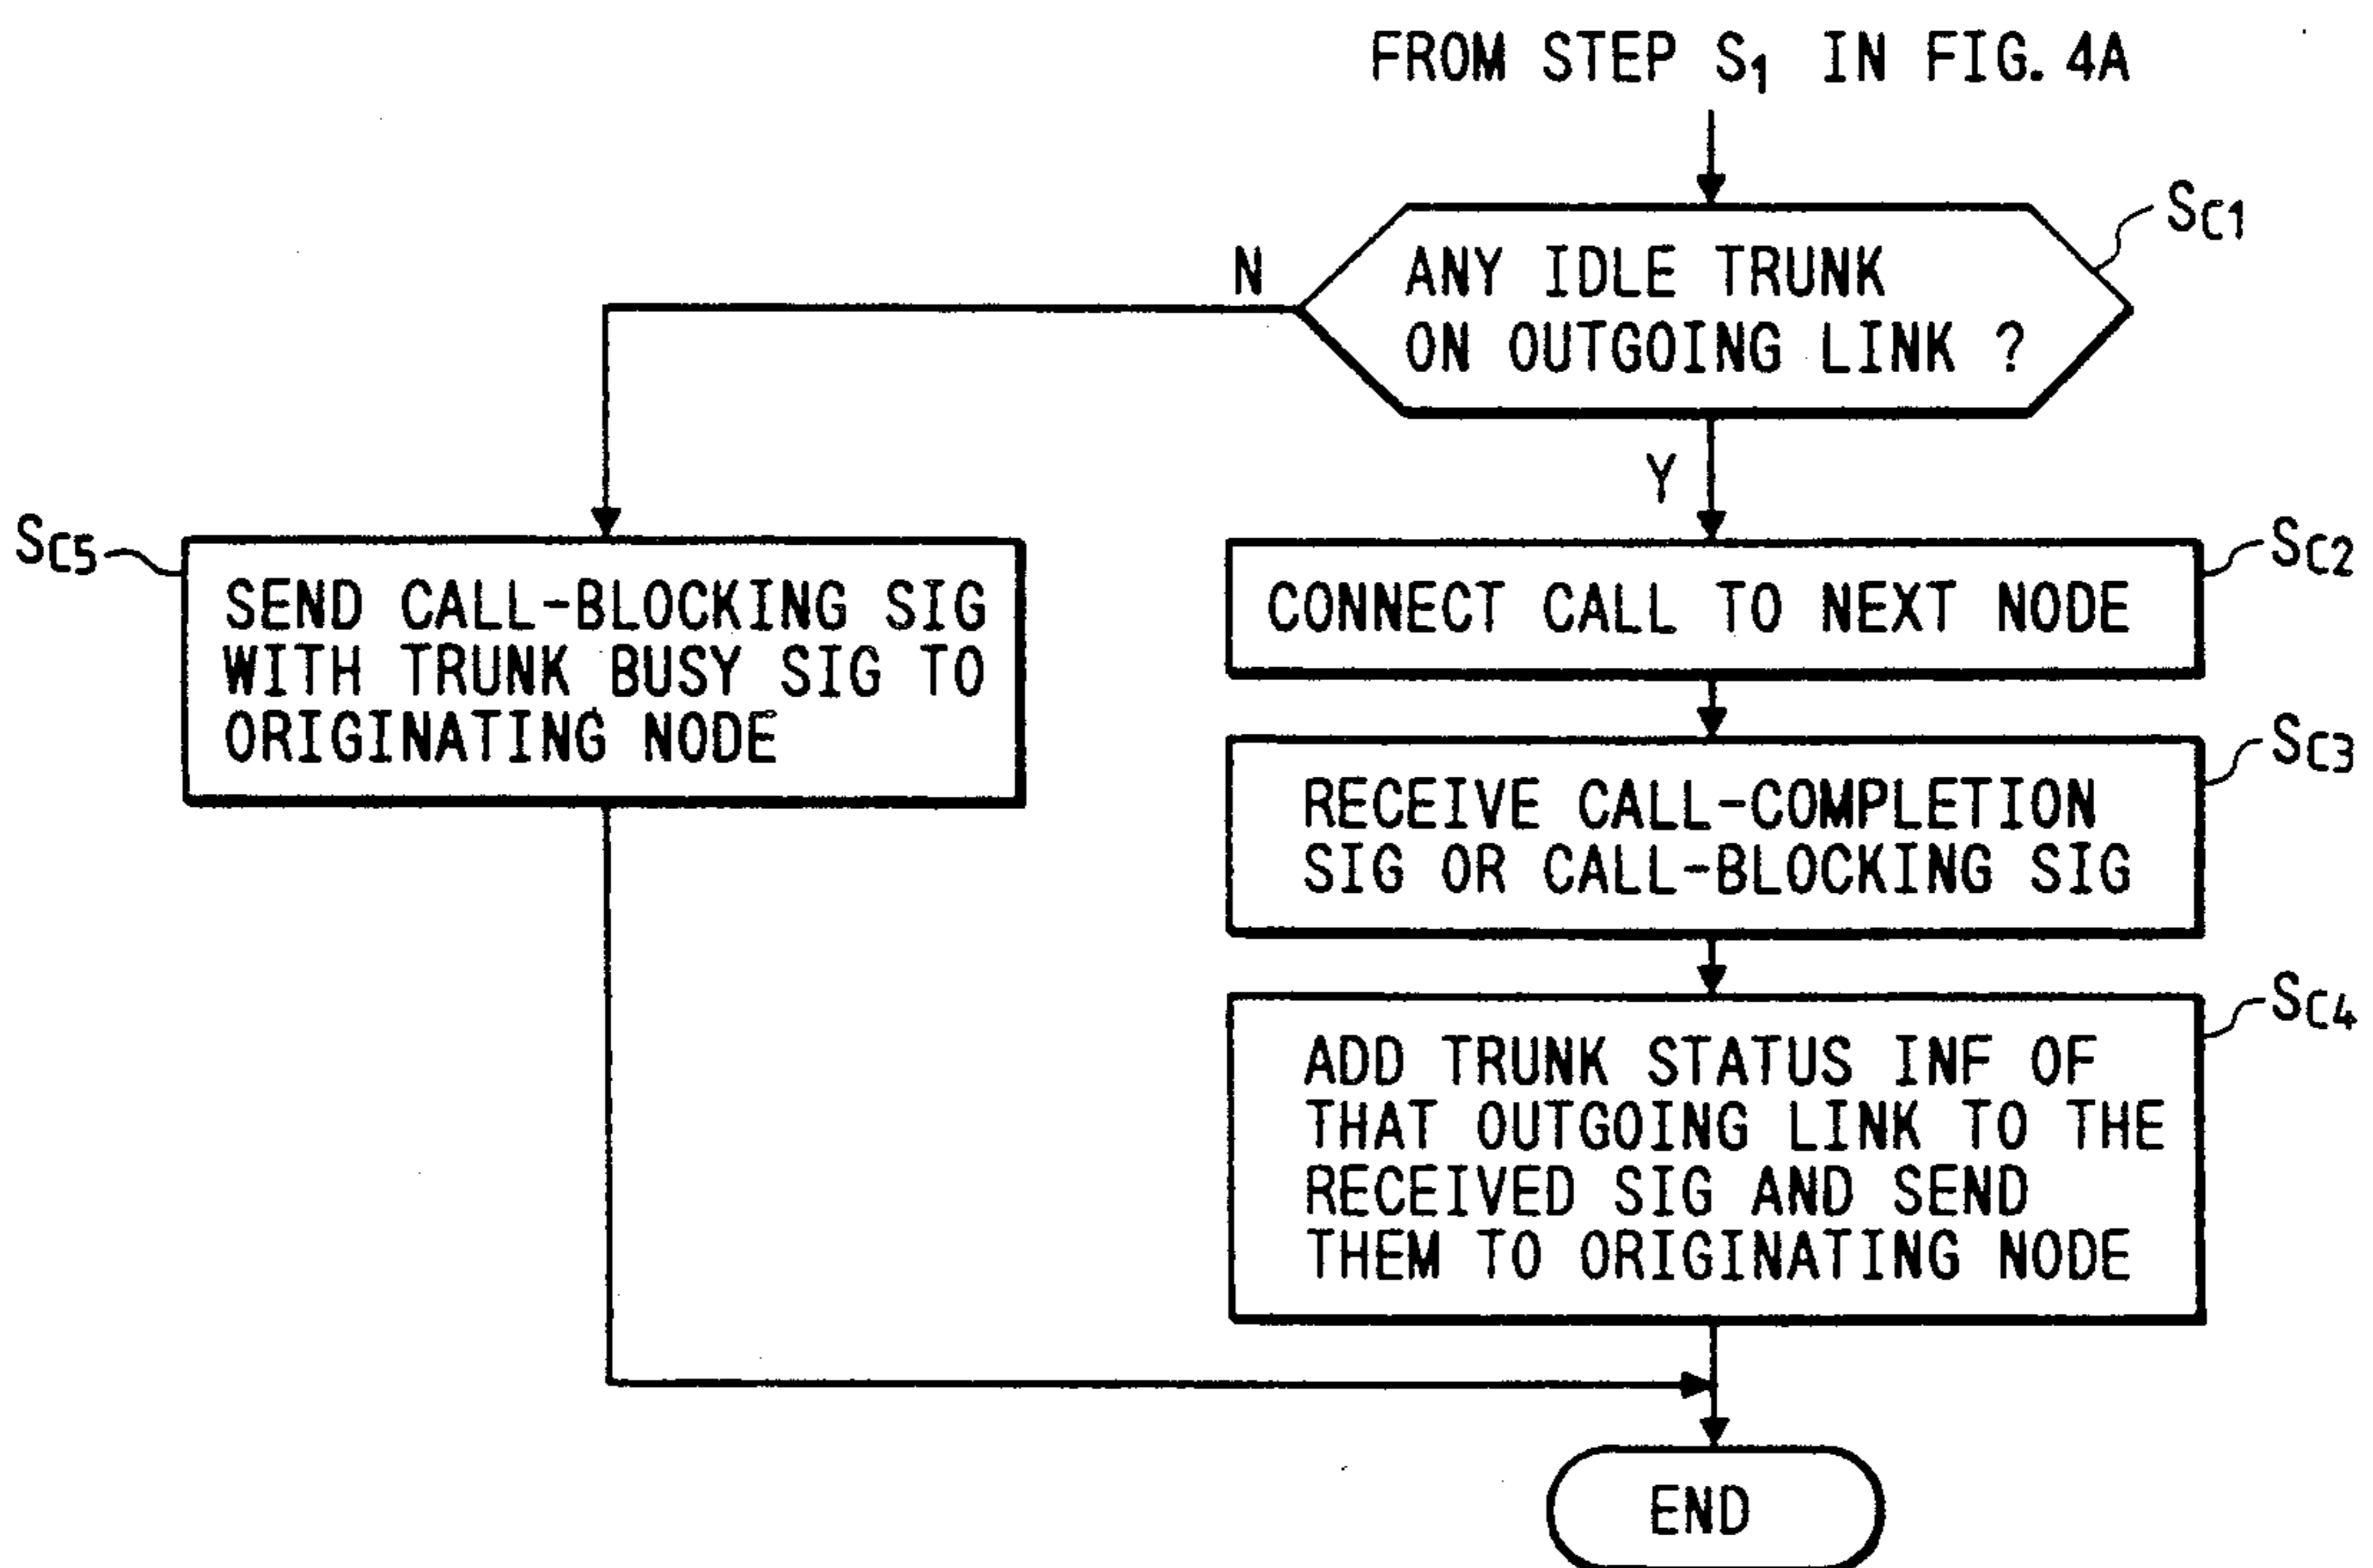 FROM STEP S1 IN FIG. 4A
SC1
ANY IDLE TRUNK
ON OUTGOING LINK ?
N
Y
SC5
SEND CALL-BLOCKING SIG
WITH TRUNK BUSY SIG TO
ORIGINATING NODE
SC2
CONNECT CALL TO NEXT NODE
SC3
RECEIVE CALL-COMPLETION
SIG OR CALL-BLOCKING SIG
SC4
ADD TRUNK STATUS INF OF
THAT OUTGOING LINK TO THE
RECEIVED SIG AND SEND
THEM TO ORIGINATING NODE
END